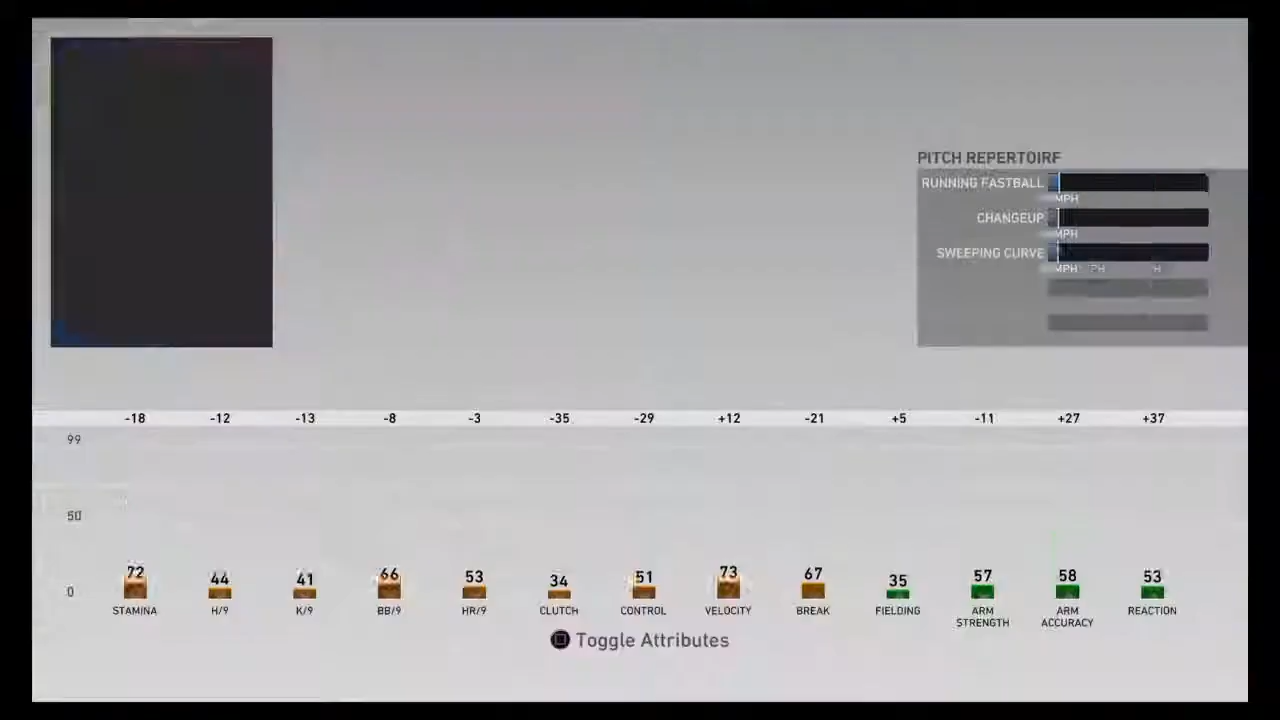 PITCH REPERTOIRE
RUNNING FASTBALL
MPH
CHANGEUP
MPH
SWEEPING CURVE
MPH PH H
-18 -12 -13 -8 -3 -35 -29 +12 -21 +5 -11 +27 +37
99
50
0
72 44 41 66 53 34 51 73 67 35 57 58 53
STAMINA H/9 K/9 BB/9 HR/9 CLUTCH CONTROL VELOCITY BREAK FIELDING ARM STRENGTH ARM ACCURACY REACTION
Toggle Attributes